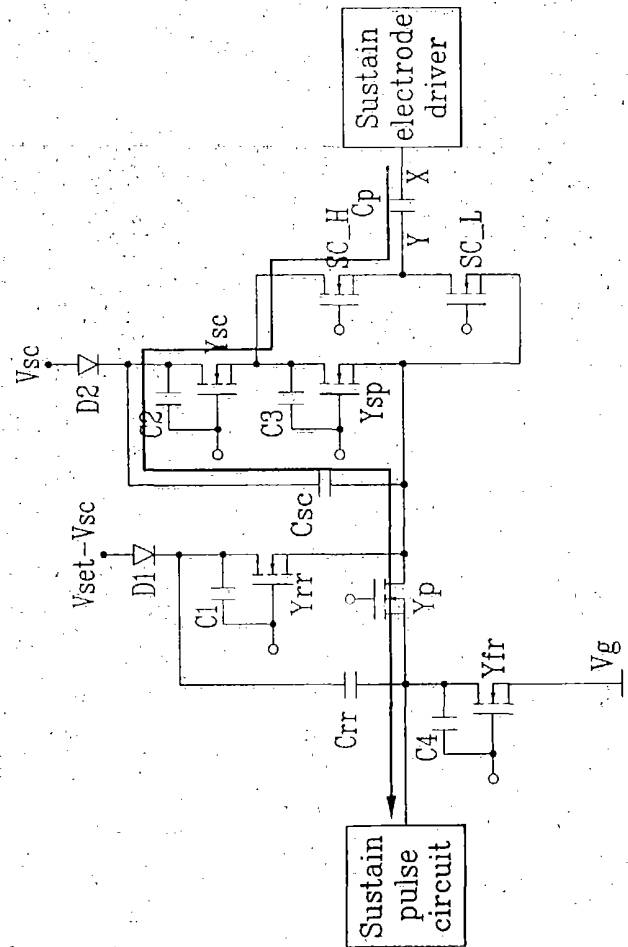 Sustain
electrode
driver
X
Cp
Y
SC_H
SC_L
Vsc
D2
C2
Ysc
C3
Ysp
Csc
Vset-Vsc
D1
C1
Yrr
Yp
Crr
C4
Yfr
Vg
Sustain
pulse
circuit